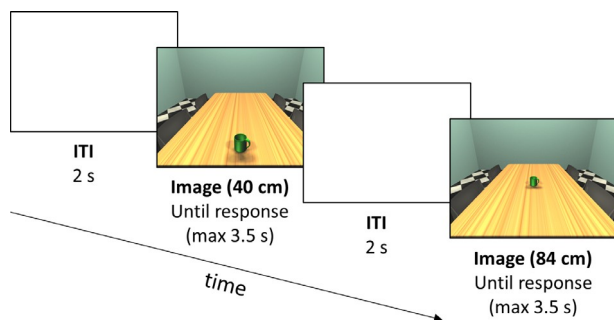 ITI
2 s
Image (40 cm)
Until response
(max 3.5 s)
ITI
2 s
Image (84 cm)
Until response
(max 3.5 s)
time